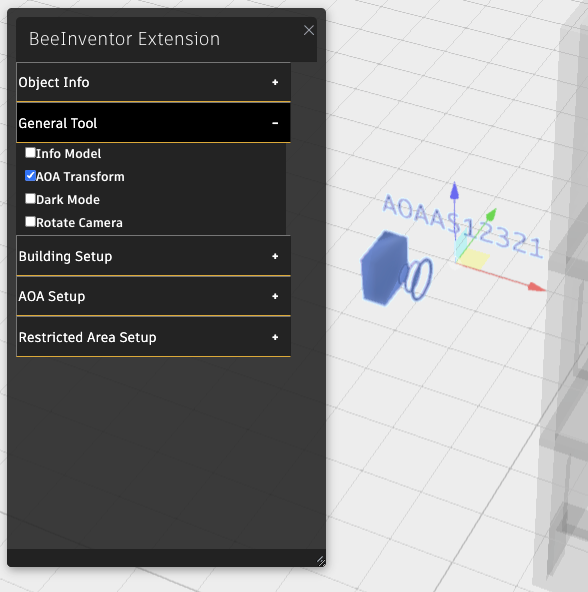 BeeInventor Extension
Object Info +
General Tool -
Info Model
AOA Transform
Dark Mode
Rotate Camera
Building Setup +
AOA Setup +
Restricted Area Setup +
AOAAS12321